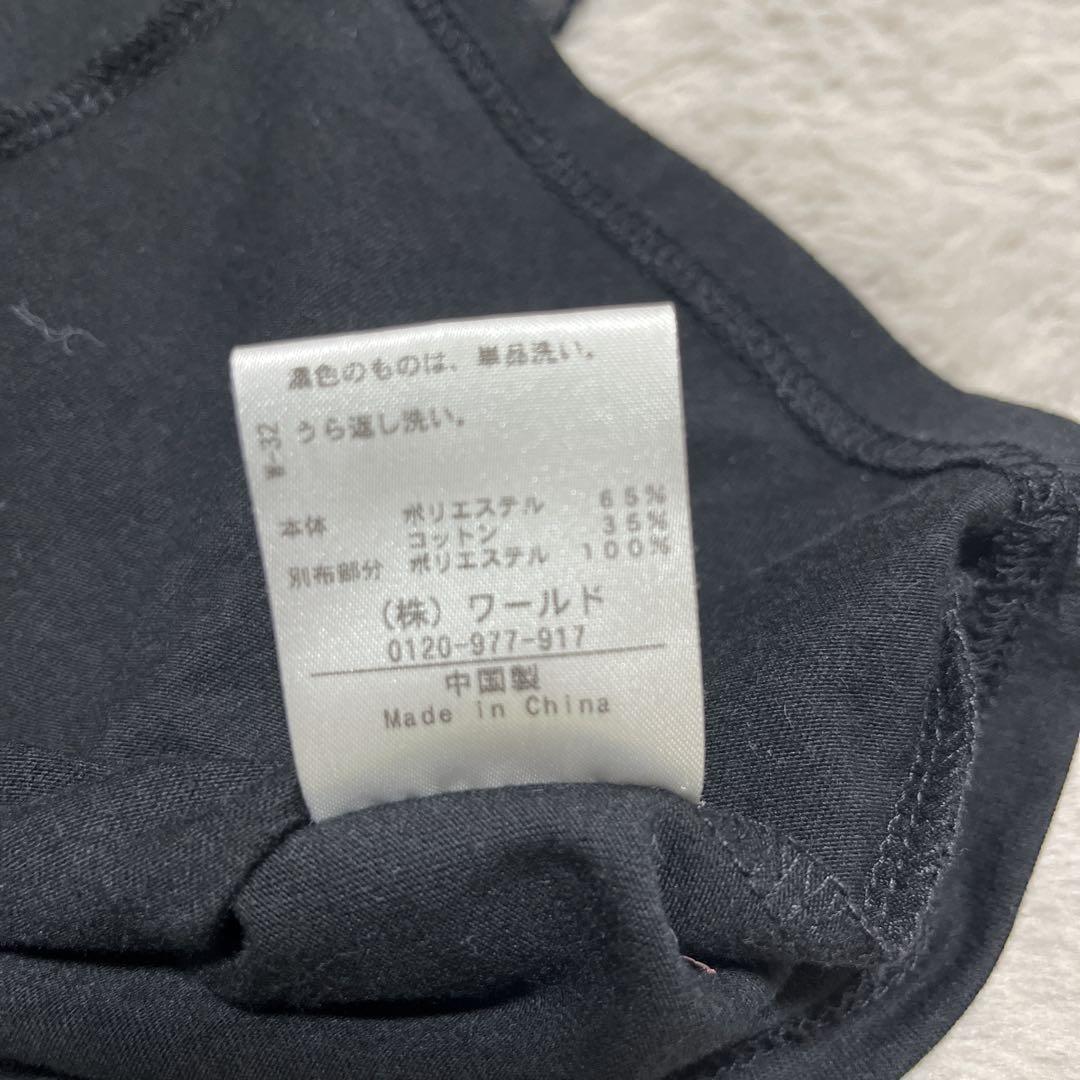 濃色のものは、単品洗い。
うら返し洗い。
W-32
本体 ポリエステル 65%
コットン 35%
別布部分 ポリエステル 100%
(株) ワールド
0120-977-917
中国製
Made in China